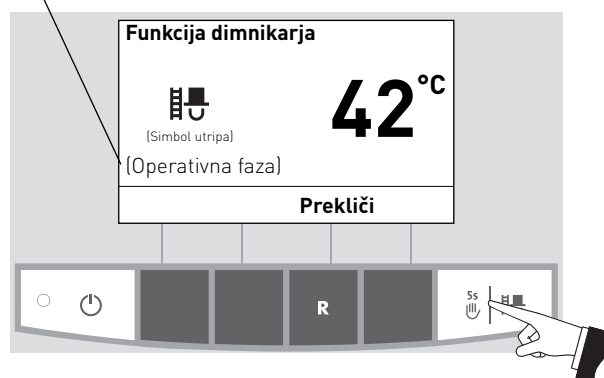 Funkcija dimnikarja
42°C
(Simbol utripa)
(Operativna faza)
Prekliči
R
5s